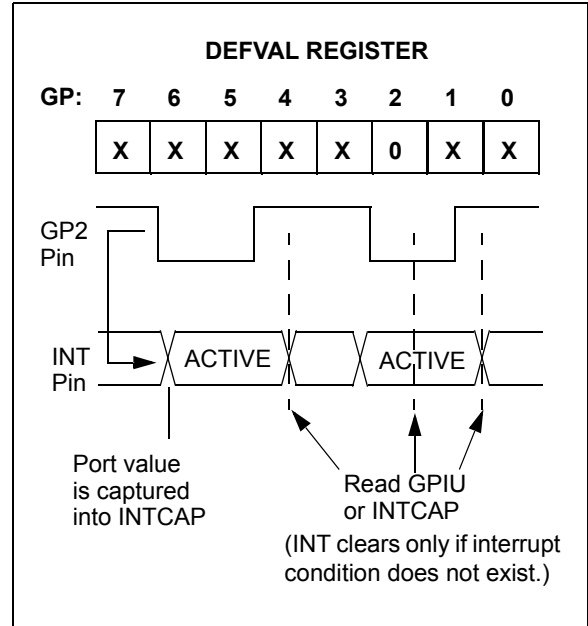 DEFVAL REGISTER
GP: 7 6 5 4 3 2 1 0
X X X X X 0 X X
GP2
Pin
INT
Pin
ACTIVE
ACTIVE
Port value
is captured
into INTCAP
Read GPIU
or INTCAP
(INT clears only if interrupt
condition does not exist.)